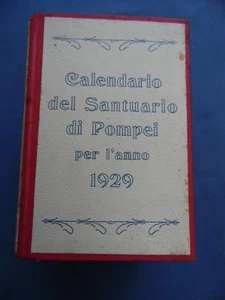 Calendario
del Santuario
di Pompei
per l'anno
1929